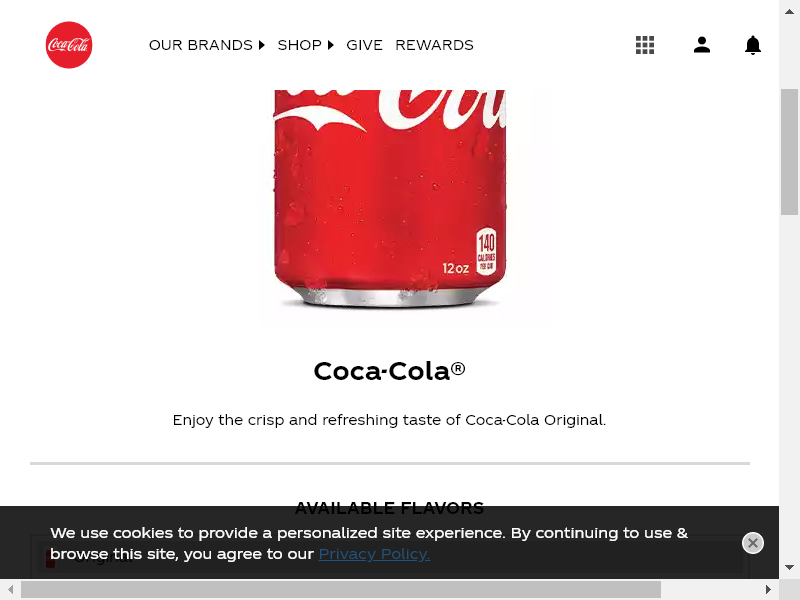 Coca-Cola
OUR BRANDS SHOP GIVE REWARDS
140
CALORIES
PER CAN
12 oz
Coca-Cola®
Enjoy the crisp and refreshing taste of Coca-Cola Original.
AVAILABLE FLAVORS
We use cookies to provide a personalized site experience. By continuing to use &
browse this site, you agree to our Privacy Policy.
Original